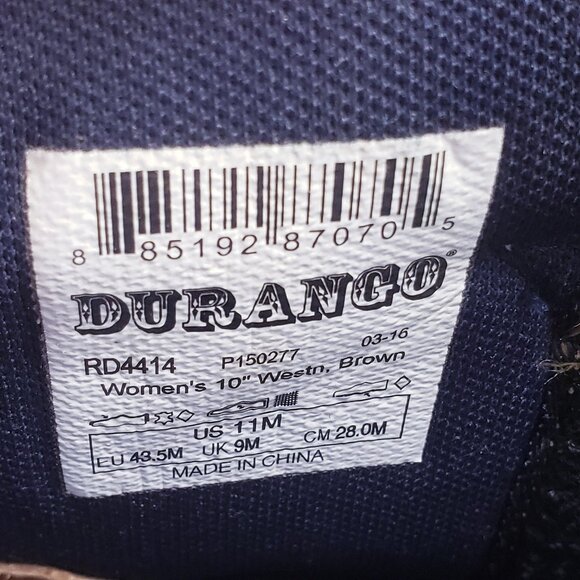 8 85192 87070 5
DURANGO®
RD4414 P150277 03-16
Women's 10" Westn, Brown
US 11M
EU 43.5M UK 9M CM 28.0M
MADE IN CHINA